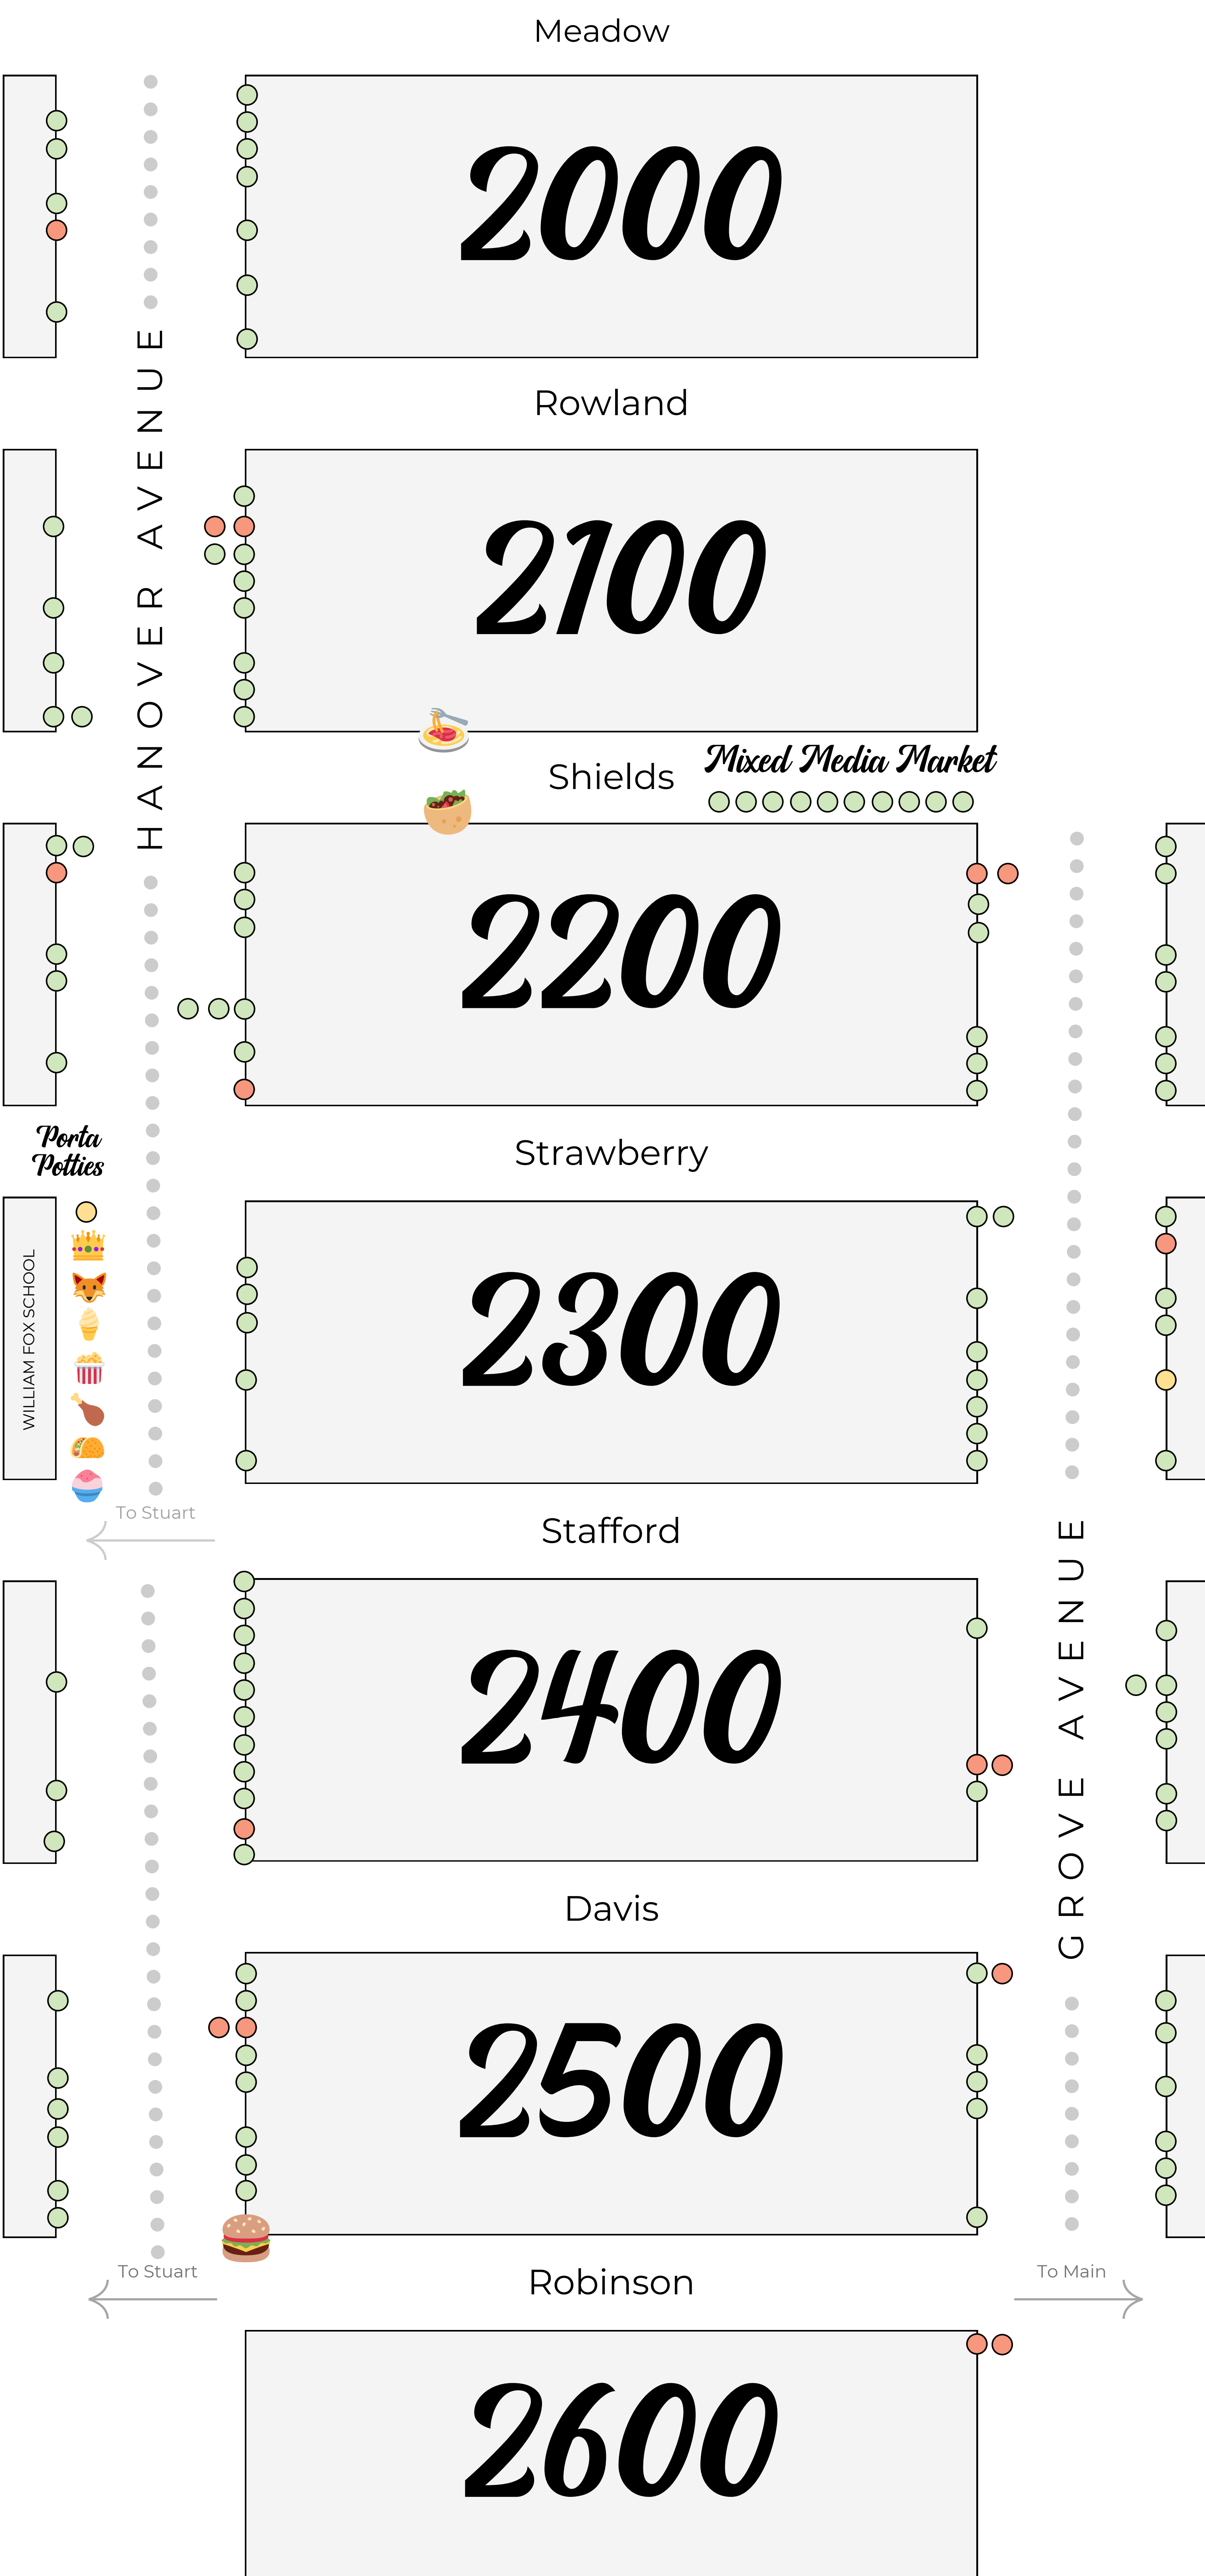 Meadow
2000
HANOVER AVENUE
Rowland
2100
Shields
Mixed Media Market
2200
Porta
Potties
Strawberry
WILLIAM FOX SCHOOL
2300
To Stuart
Stafford
2400
GROVE AVENUE
Davis
2500
To Stuart
Robinson
To Main
2600